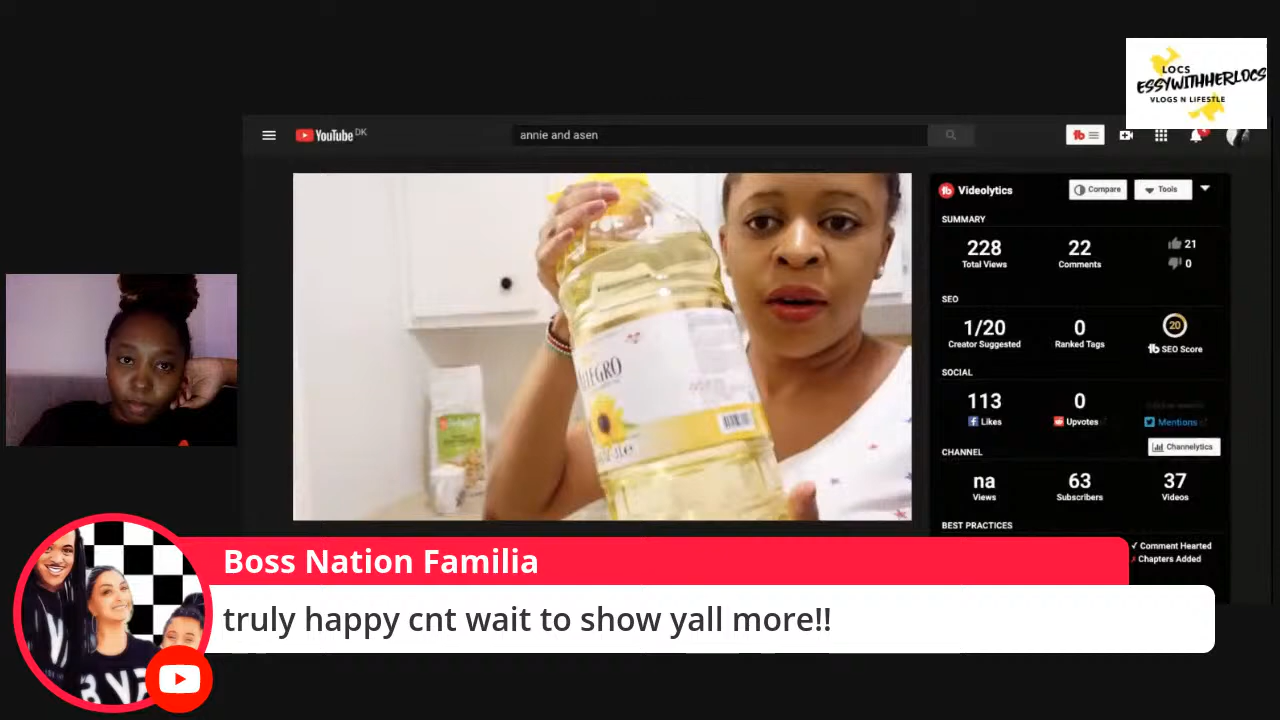 LOCS
ESSYWITHHERLOCS
VLOGS N LIFESTLE
YouTube DK
annie and asen
Videolytics
Compare
Tools
SUMMARY
228
22
21
Total Views
Comments
0
SEO
1/20
0
20
Creator Suggested
Ranked Tags
SEO Score
SOCIAL
113
0
Likes
Upvotes
Mentions
Channelytics
CHANNEL
na
63
37
Views
Subscribers
Videos
BEST PRACTICES
Comment Hearted
Chapters Added
Boss Nation Familia
truly happy cnt wait to show yall more!!